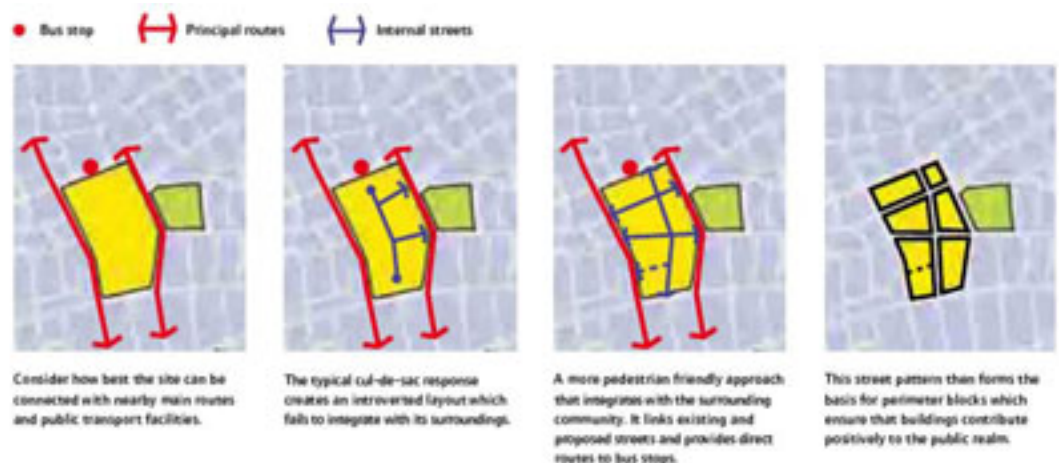 Bus stop
Principal routes
Internal streets
Consider how best the site can be
connected with nearby main routes
and public transport facilities.
The typical cul-de-sac response
creates an introverted layout which
fails to integrate with its surroundings.
A more pedestrian friendly approach
that integrates with the surrounding
community. It links existing and
proposed streets and provides direct
routes to bus stops.
This street pattern then forms the
basis for perimeter blocks which
ensure that buildings contribute
positively to the public realm.